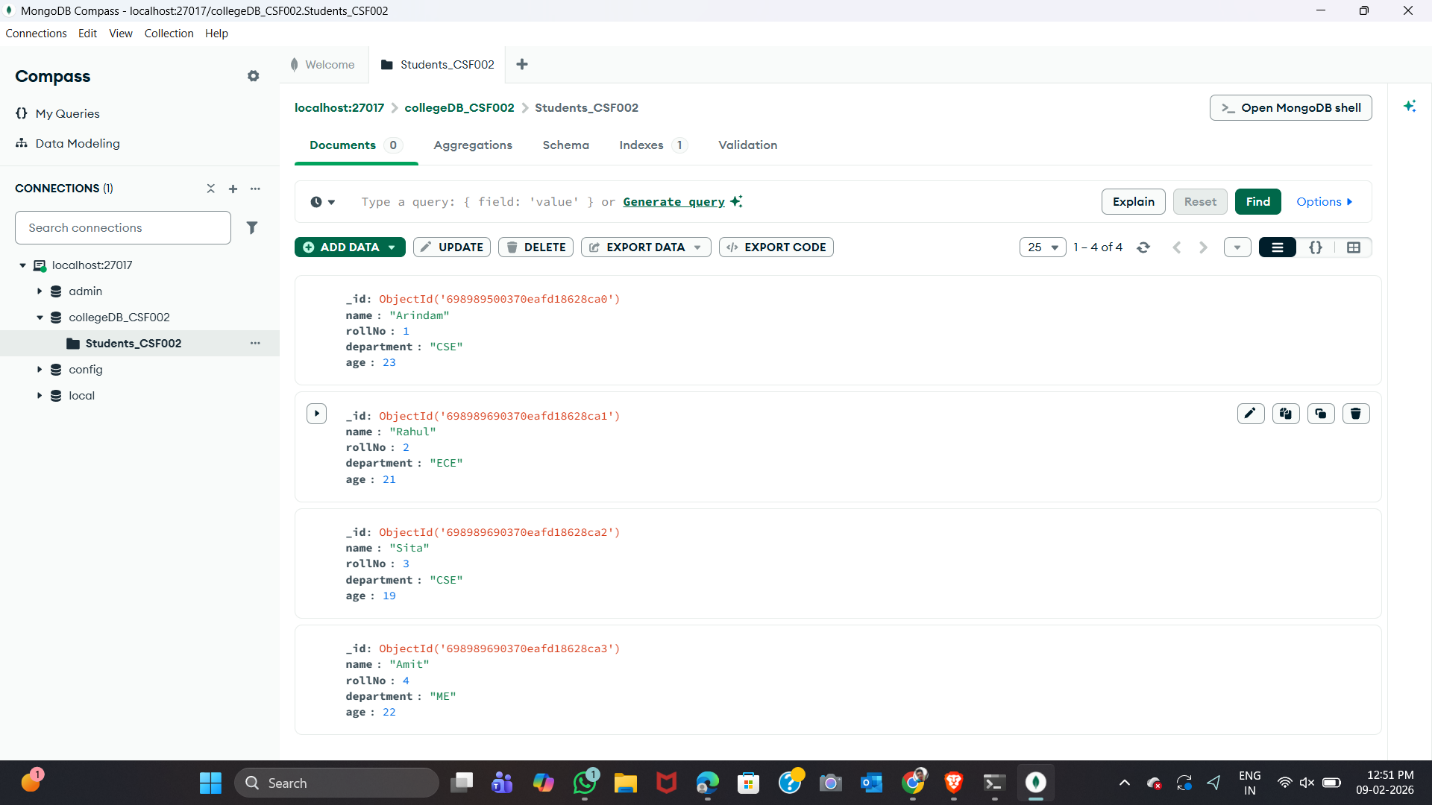 MongoDB Compass - localhost:27017/collegeDB_CSF002.Students_CSF002
Connections Edit View Collection Help
Compass
My Queries
Data Modeling
CONNECTIONS (1)
Search connections
localhost:27017
admin
collegeDB_CSF002
Students_CSF002
config
local
Welcome
Students_CSF002
localhost:27017 > collegeDB_CSF002 > Students_CSF002
>_ Open MongoDB shell
Documents 0 Aggregations Schema Indexes 1 Validation
Type a query: { field: 'value' } or Generate query
Explain Reset Find Options
ADD DATA UPDATE DELETE EXPORT DATA </> EXPORT CODE
25 1 – 4 of 4 {}
_id: ObjectId('698989500370eafd18628ca0')
name : "Arindam"
rollNo : 1
department : "CSE"
age : 23
_id: ObjectId('698989690370eafd18628ca1')
name : "Rahul"
rollNo : 2
department : "ECE"
age : 21
_id: ObjectId('698989690370eafd18628ca2')
name : "Sita"
rollNo : 3
department : "CSE"
age : 19
_id: ObjectId('698989690370eafd18628ca3')
name : "Amit"
rollNo : 4
department : "ME"
age : 22
1
Search
1
ENG
IN
12:51 PM
09-02-2026